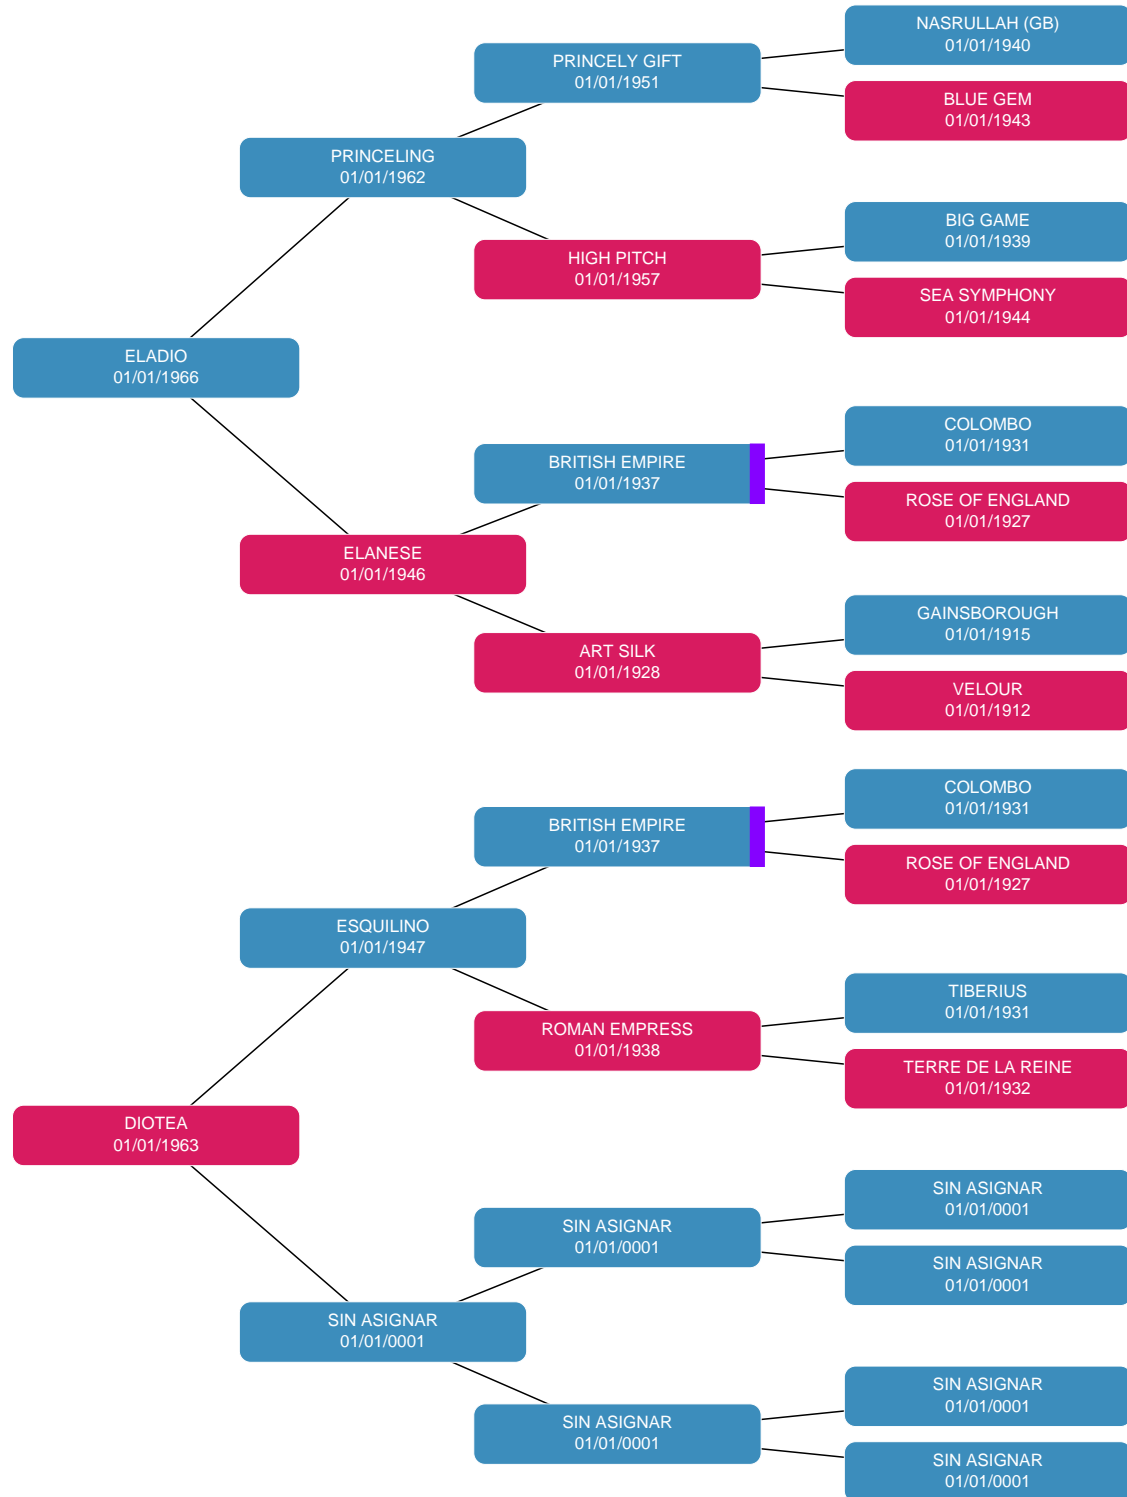 NASRULLAH (GB)
01/01/1940
PRINCELY GIFT
01/01/1951
BLUE GEM
01/01/1943
PRINCELING
01/01/1962
BIG GAME
01/01/1939
HIGH PITCH
01/01/1957
SEA SYMPHONY
01/01/1944
ELADIO
01/01/1966
COLOMBO
01/01/1931
BRITISH EMPIRE
01/01/1937
ROSE OF ENGLAND
01/01/1927
ELANESE
01/01/1946
GAINSBOROUGH
01/01/1915
ART SILK
01/01/1928
VELOUR
01/01/1912
COLOMBO
01/01/1931
BRITISH EMPIRE
01/01/1937
ROSE OF ENGLAND
01/01/1927
ESQUILINO
01/01/1947
TIBERIUS
01/01/1931
ROMAN EMPRESS
01/01/1938
TERRE DE LA REINE
01/01/1932
DIOTEA
01/01/1963
SIN ASIGNAR
01/01/0001
SIN ASIGNAR
01/01/0001
SIN ASIGNAR
01/01/0001
SIN ASIGNAR
01/01/0001
SIN ASIGNAR
01/01/0001
SIN ASIGNAR
01/01/0001
SIN ASIGNAR
01/01/0001